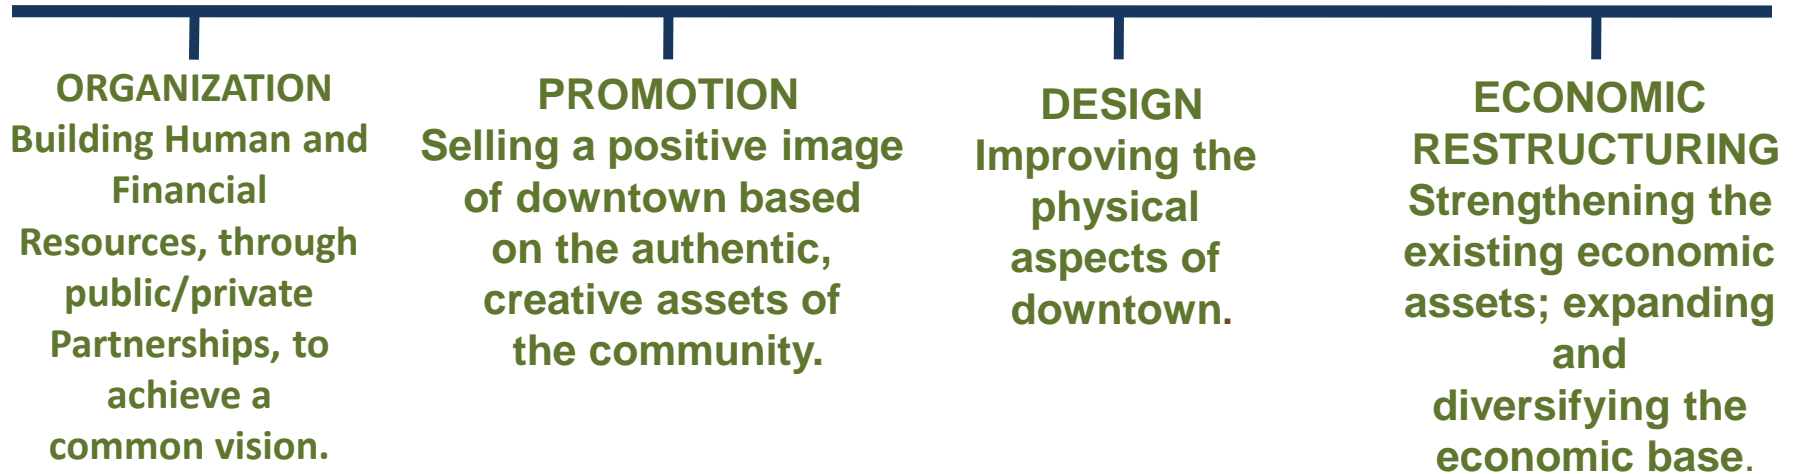 ORGANIZATION
Building Human and
Financial
Resources, through
public/private
Partnerships, to
achieve a
common vision.
PROMOTION
Selling a positive image
of downtown based
on the authentic,
creative assets of
the community.
DESIGN
Improving the
physical
aspects of
downtown.
ECONOMIC
RESTRUCTURING
Strengthening the
existing economic
assets; expanding
and
diversifying the
economic base.